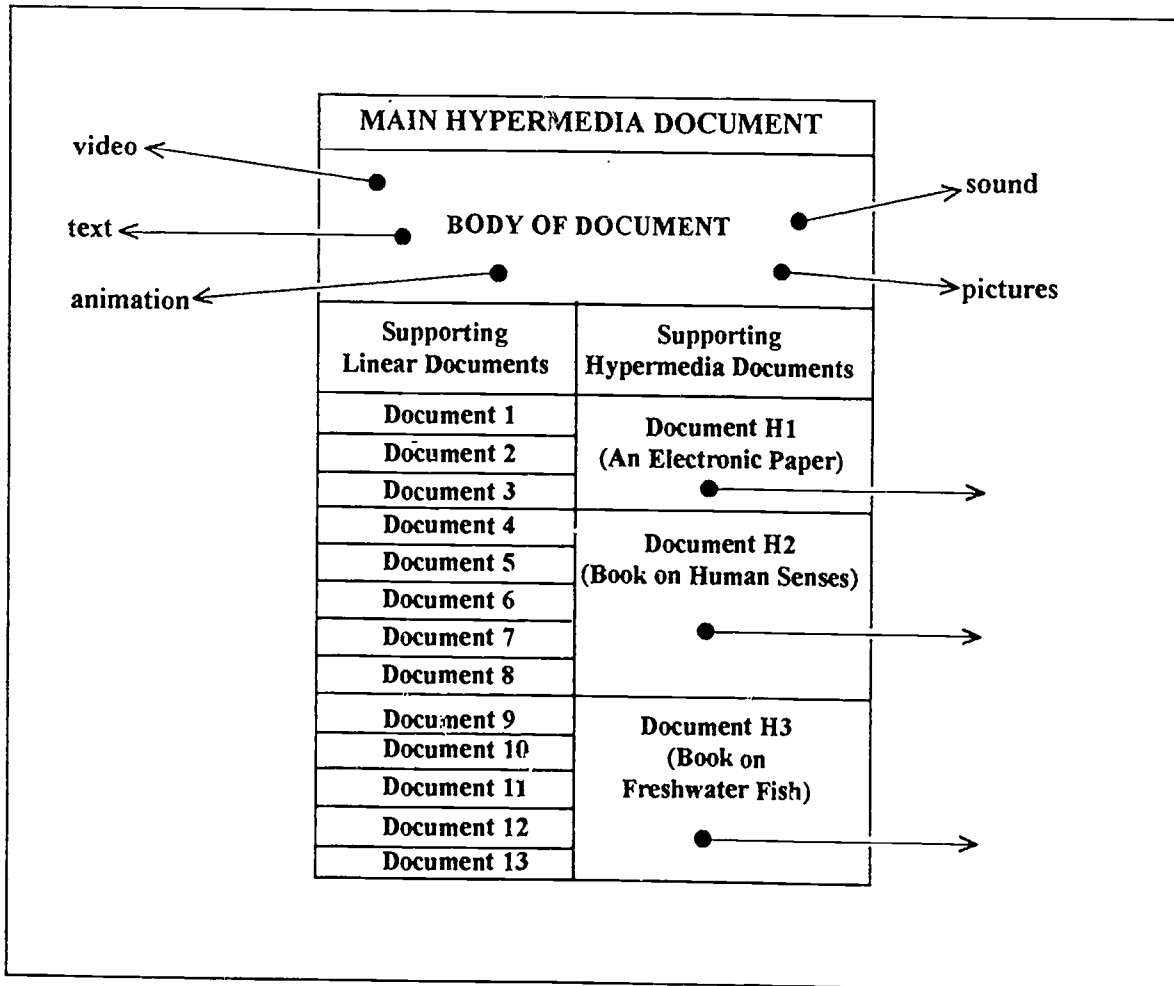 MAIN HYPERMEDIA DOCUMENT
video
sound
text
BODY OF DOCUMENT
animation
pictures
Supporting
Linear Documents
Supporting
Hypermedia Documents
Document 1
Document 2
Document 3
Document 4
Document 5
Document 6
Document 7
Document 8
Document 9
Document 10
Document 11
Document 12
Document 13
Document H1
(An Electronic Paper)
Document H2
(Book on Human Senses)
Document H3
(Book on
Freshwater Fish)